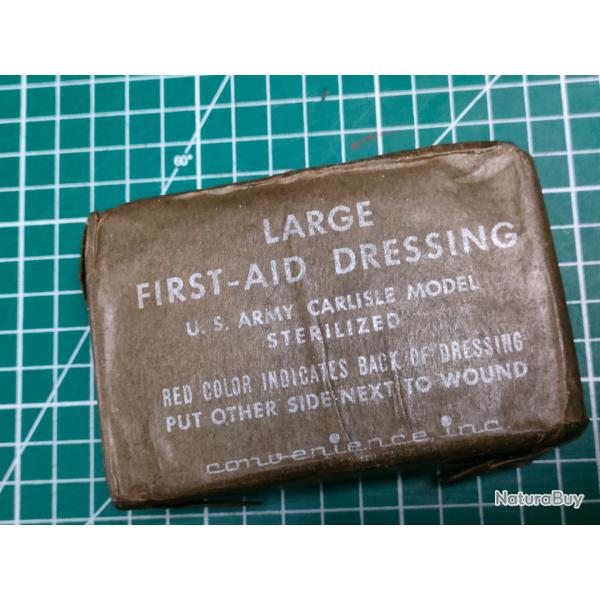 60°
LARGE
FIRST-AID DRESSING
U. S. ARMY CARLISLE MODEL
STERILIZED
RED COLOR INDICATES BACK OF DRESSING
PUT OTHER SIDE NEXT TO WOUND
convenience inc
NaturaBuy